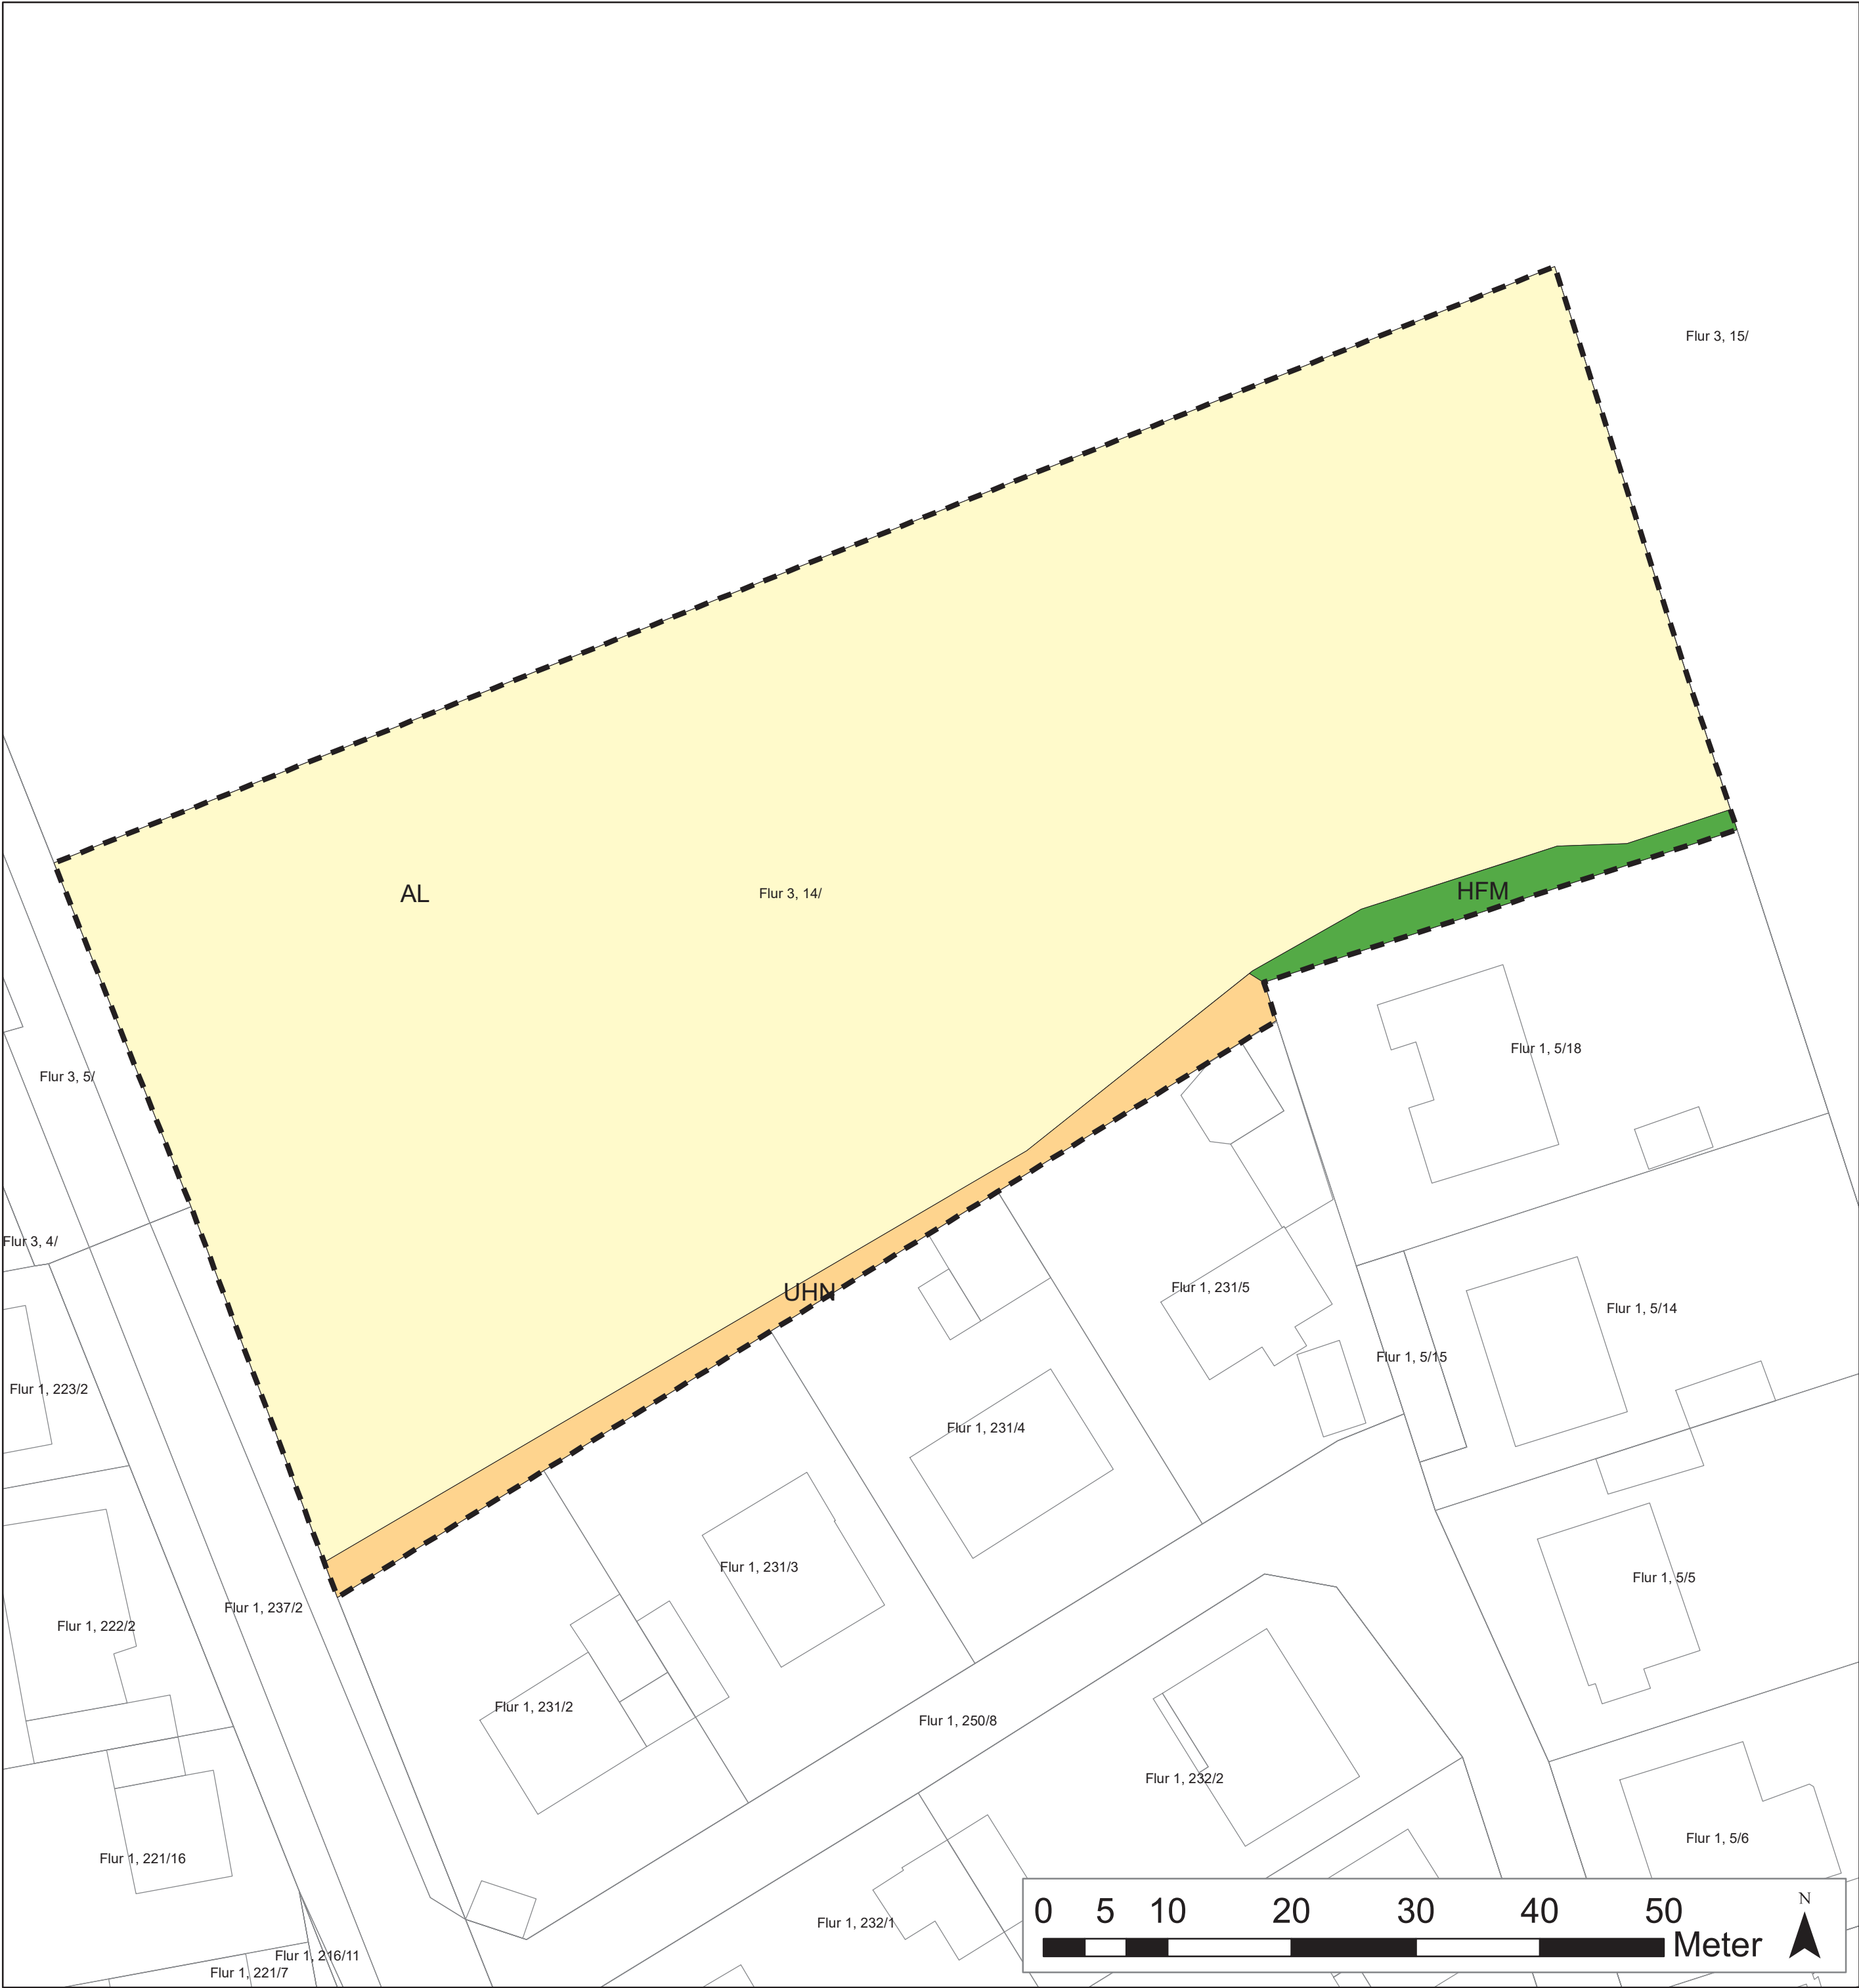 Flur 3, 15/
AL
Flur 3, 14/
HFM
Flur 1, 5/18
Flur 3, 5/
Flur 3, 4/
UHN
Flur 1, 231/5
Flur 1, 5/14
Flur 1, 5/15
Flur 1, 223/2
Flur 1, 231/4
Flur 1, 231/3
Flur 1, 5/5
Flur 1, 237/2
Flur 1, 222/2
Flur 1, 231/2
Flur 1, 250/8
Flur 1, 232/2
Flur 1, 5/6
Flur 1, 221/16
Flur 1, 232/1
Flur 1, 216/11
Flur 1, 221/7
0 5 10 20 30 40 50
Meter
N